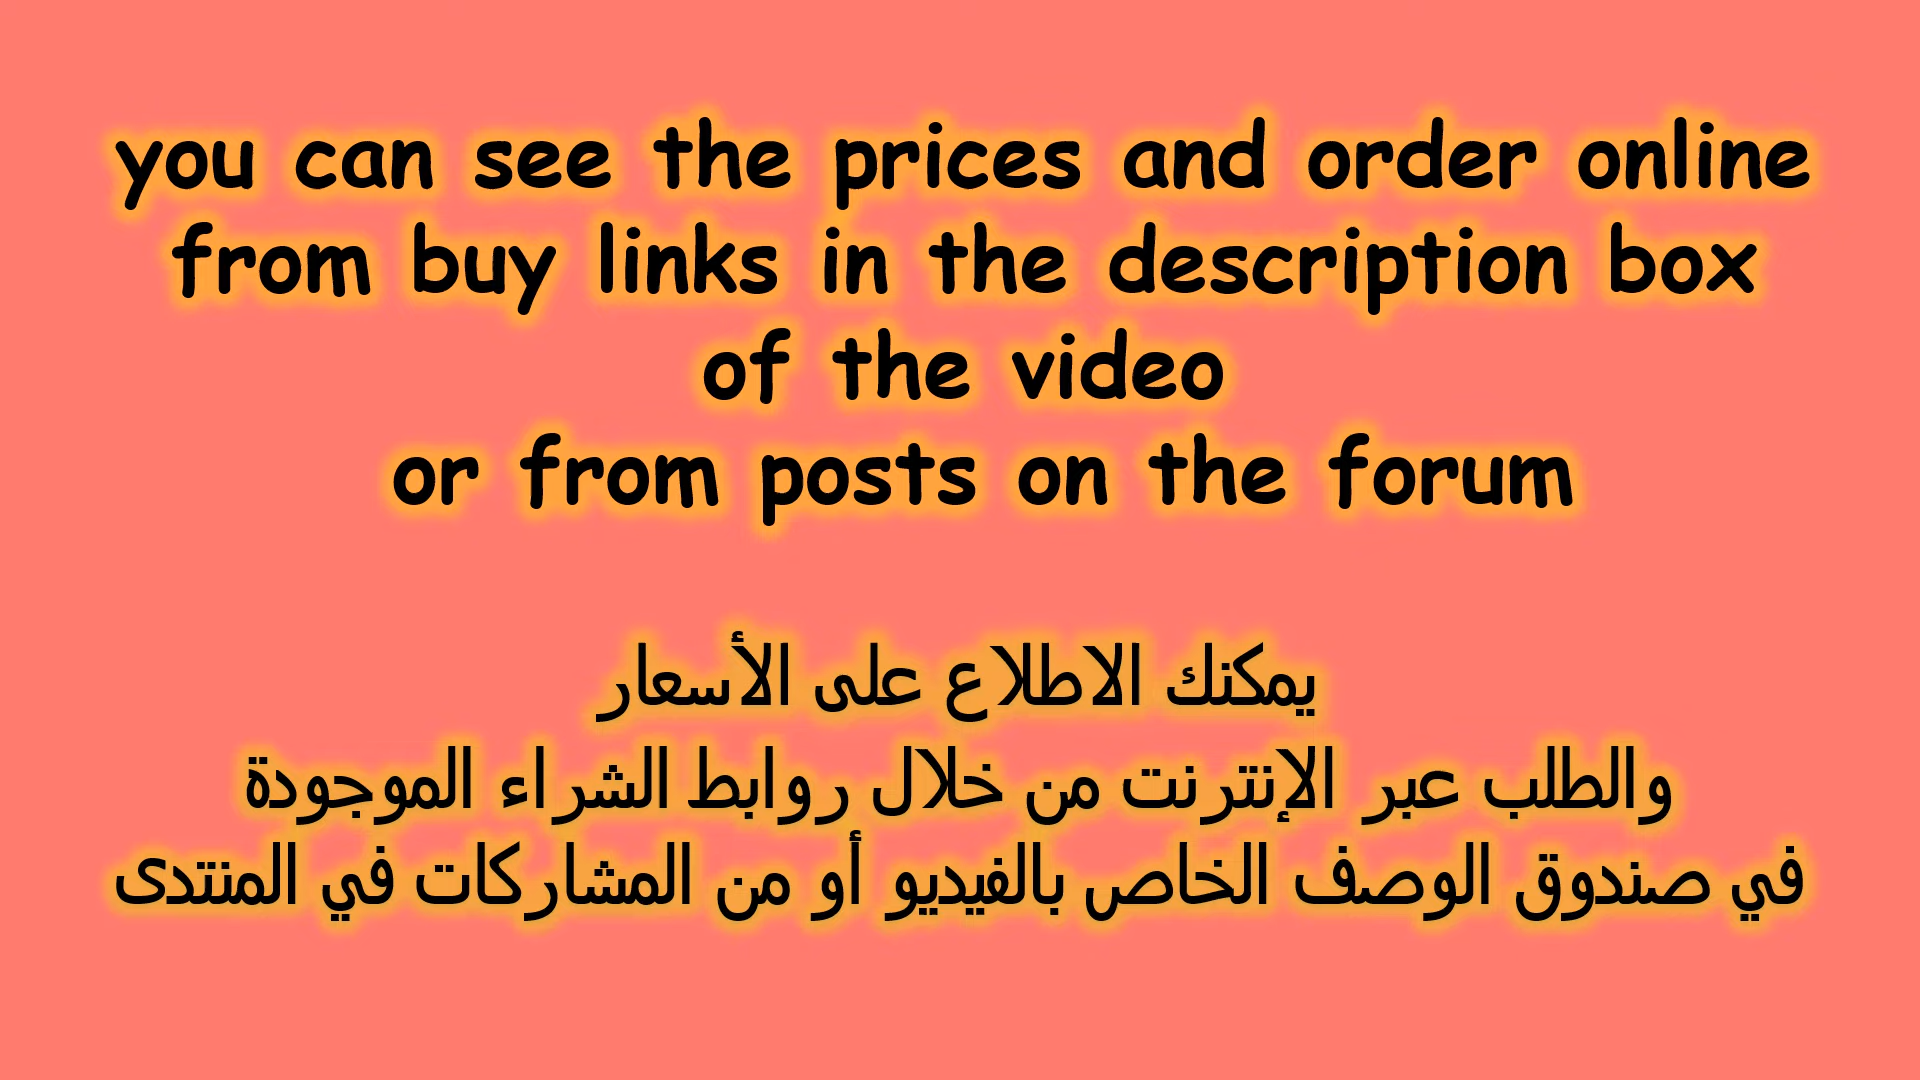 you can see the prices and order online
from buy links in the description box
of the video
or from posts on the forum
يمكنك الاطلاع على الأسعار
والطلب عبر الإنترنت من خلال روابط الشراء الموجودة
في صندوق الوصف الخاص بالفيديو أو من المشاركات في المنتدى